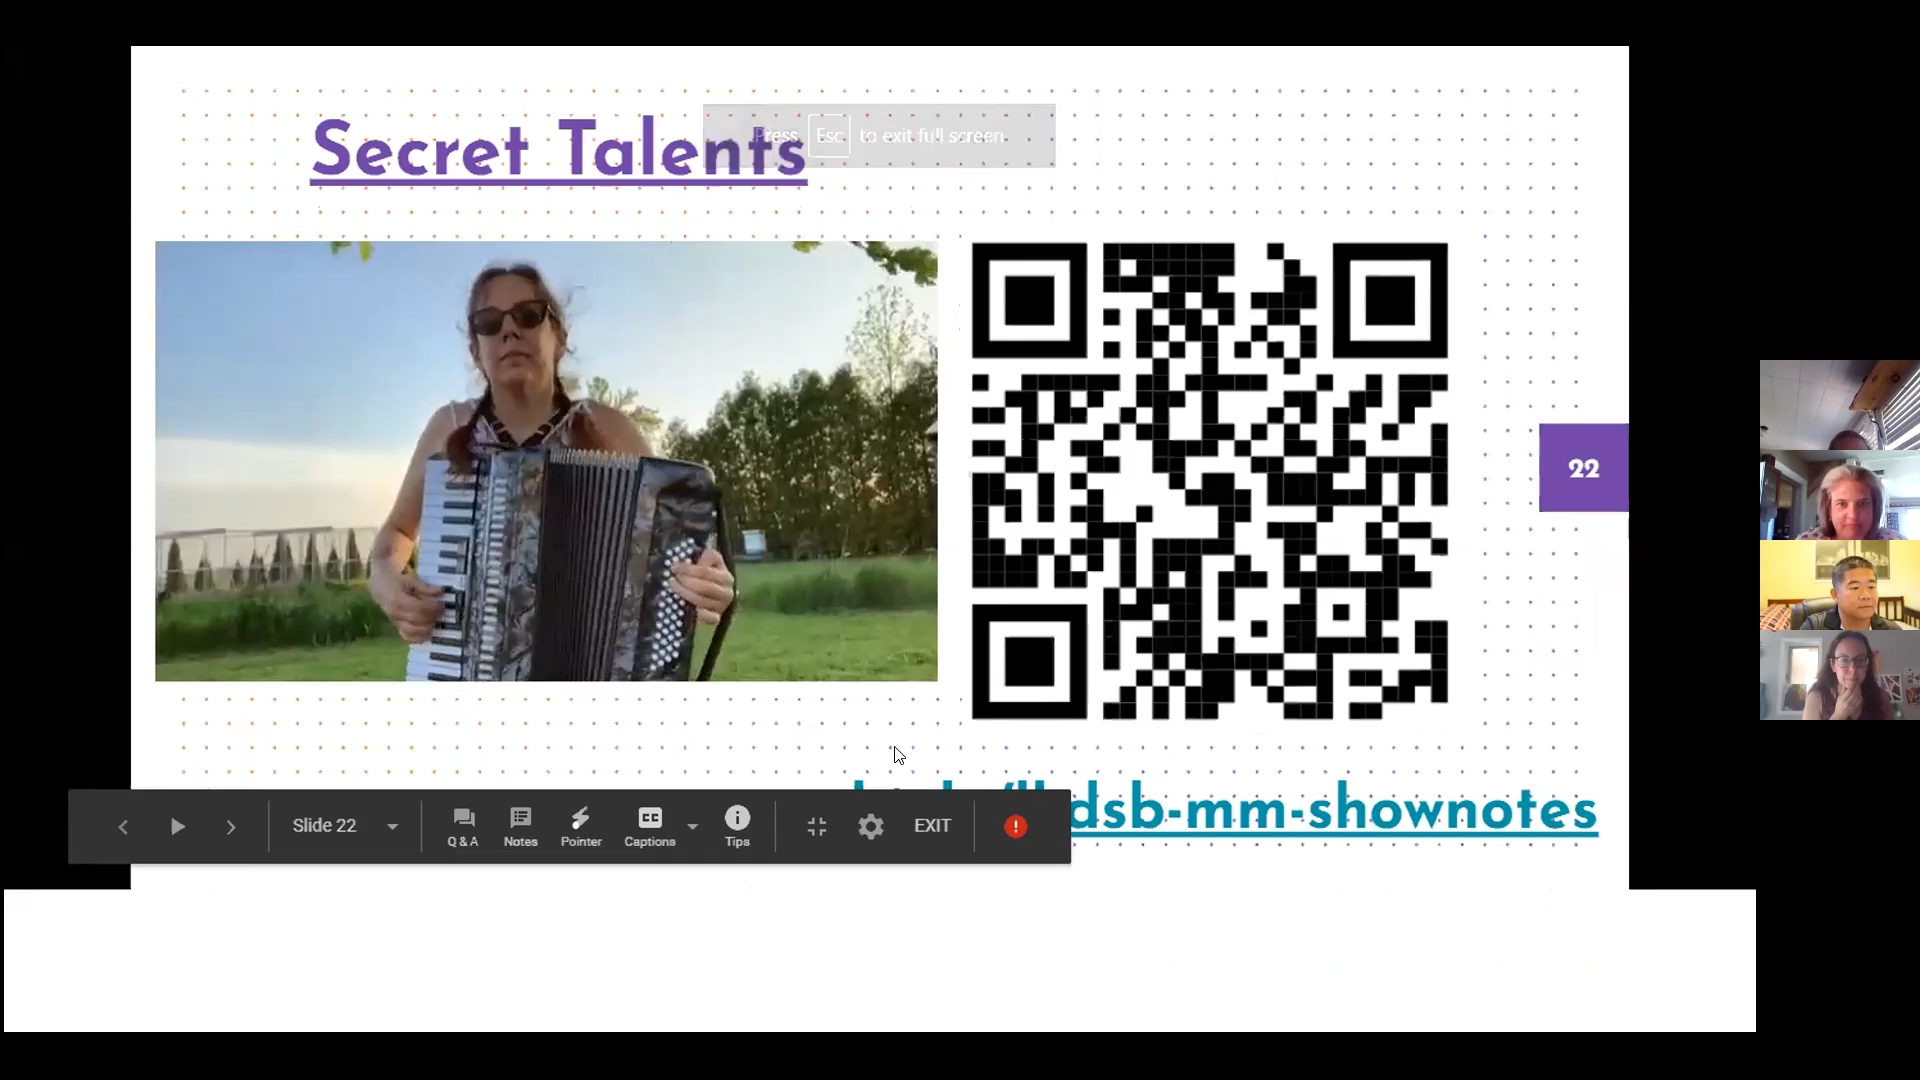 Secret Talents
Press Esc to exit full screen
22
dsb-mm-shownotes
Slide 22
Q & A
Notes
Pointer
CC
Captions
Tips
EXIT